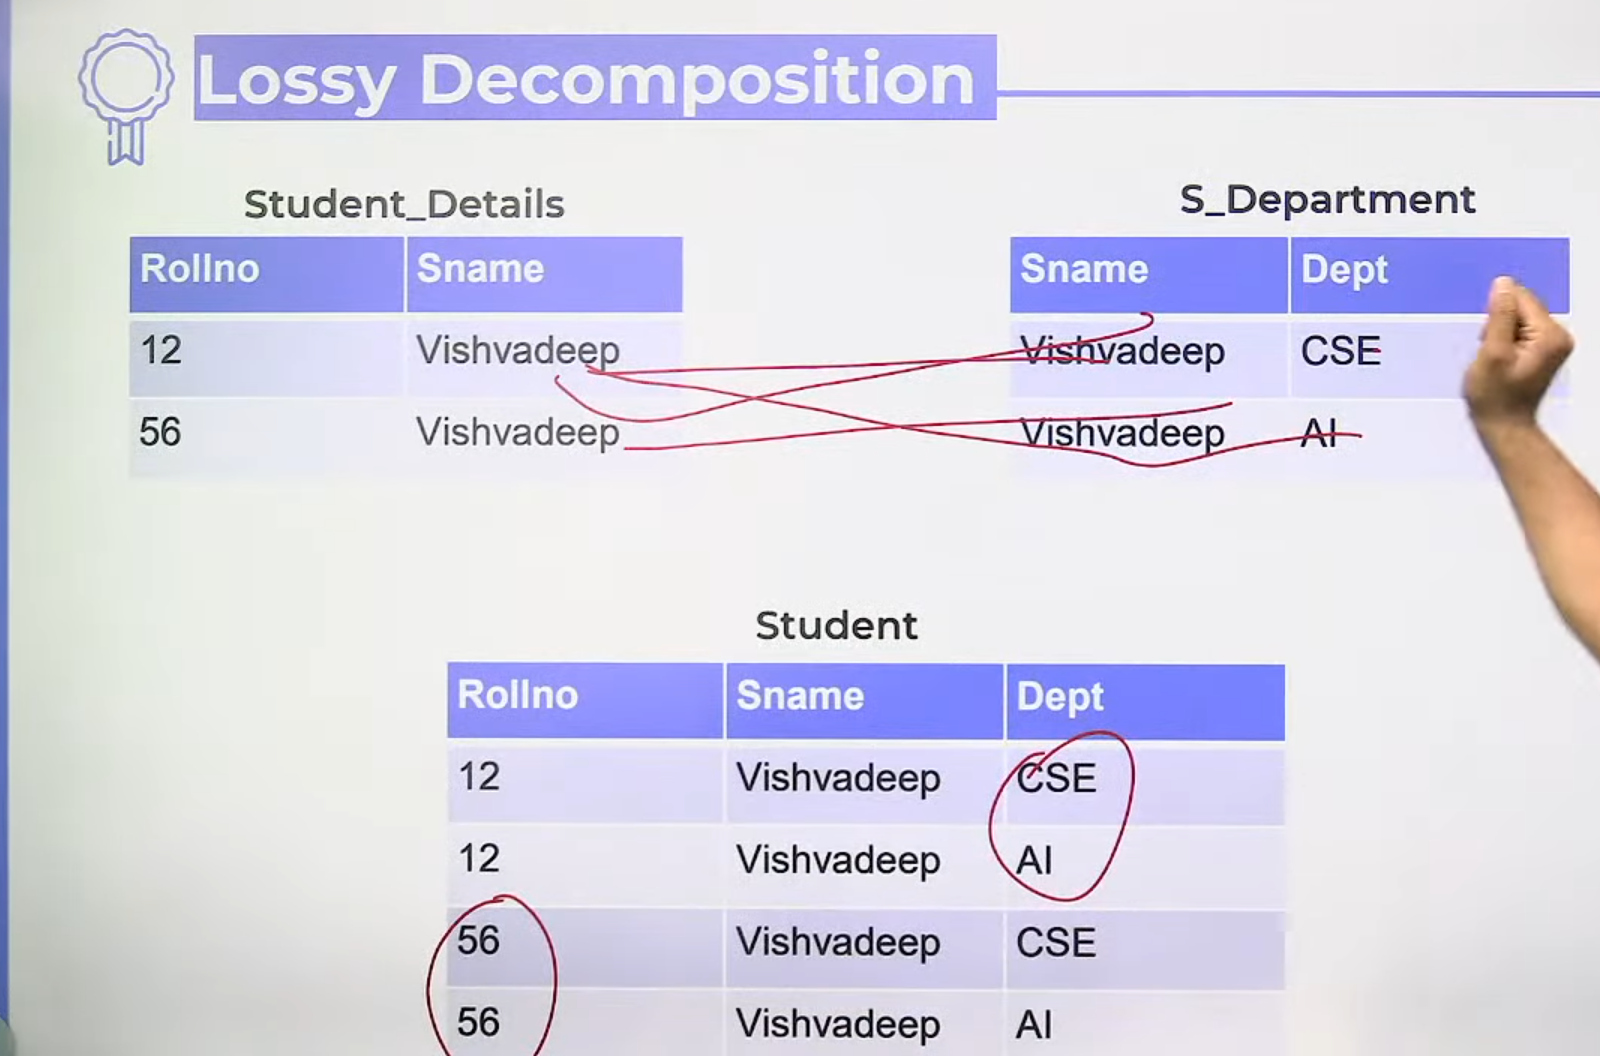 Lossy Decomposition
Student_Details
Rollno Sname
12 Vishvadeep
56 Vishvadeep
S_Department
Sname Dept
Vishvadeep CSE
Vishvadeep AI
Student
Rollno Sname Dept
12 Vishvadeep CSE
12 Vishvadeep AI
56 Vishvadeep CSE
56 Vishvadeep AI